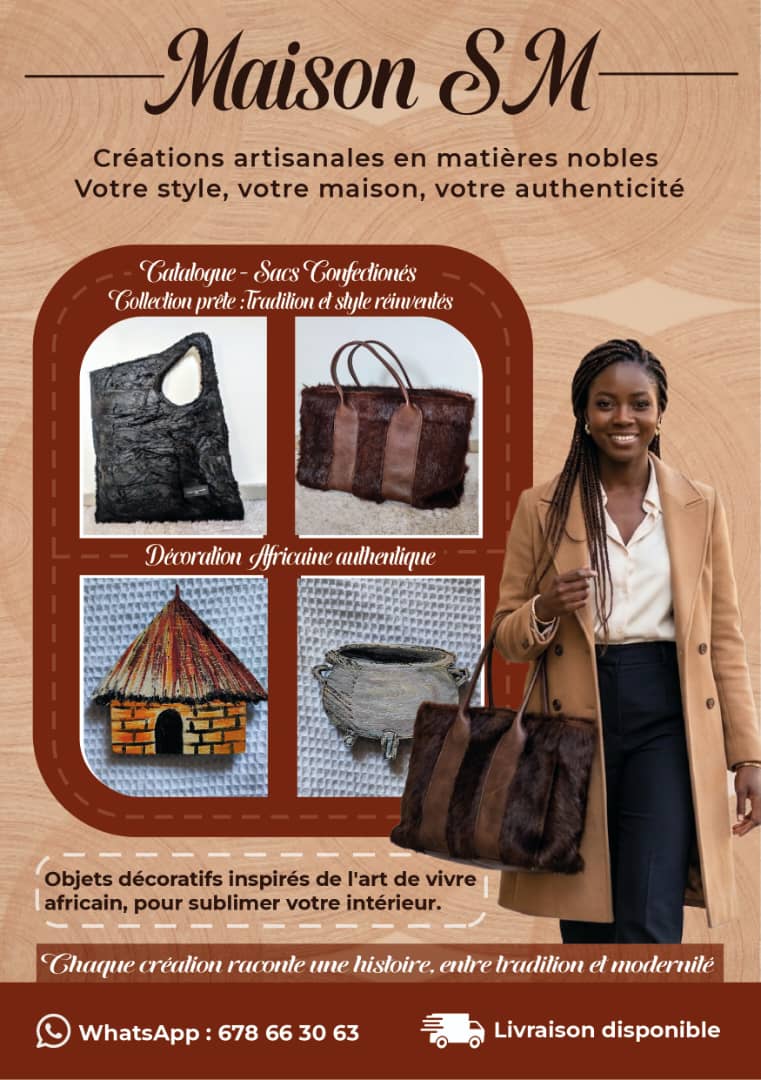 Maison SM
Créations artisanales en matières nobles
Votre style, votre maison, votre authenticité
Catalogue - Sacs Confectionés
Collection prête :Tradition et style réinventés
Décoration Africaine authentique
Objets décoratifs inspirés de l'art de vivre
africain, pour sublimer votre intérieur.
Chaque création raconte une histoire, entre tradition et modernité
WhatsApp : 678 66 30 63
Livraison disponible